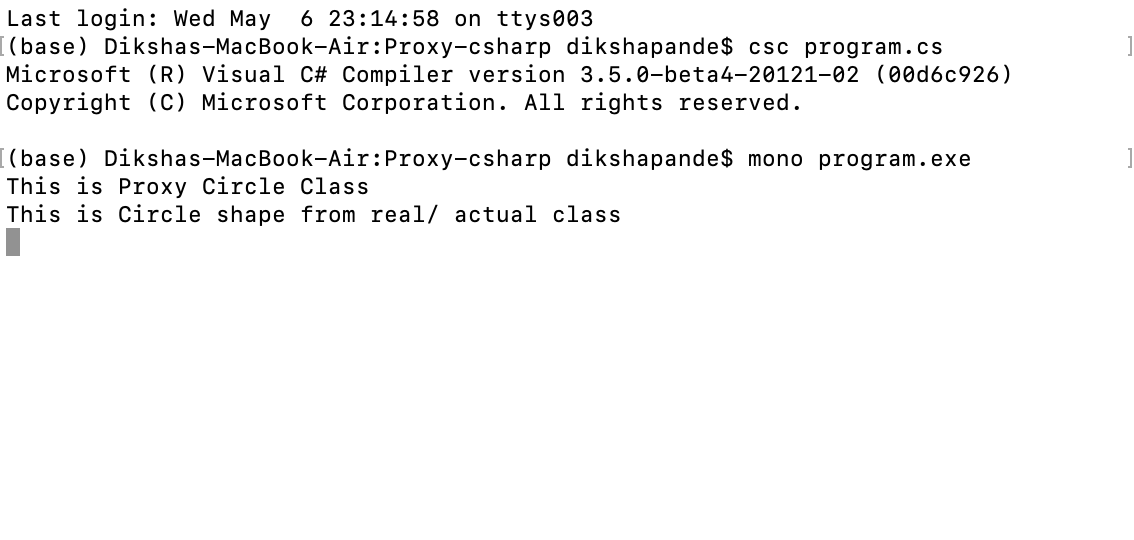 Last login: Wed May  6 23:14:58 on ttys003
[(base) Dikshas-MacBook-Air:Proxy-csharp dikshapande$ csc program.cs ]
Microsoft (R) Visual C# Compiler version 3.5.0-beta4-20121-02 (00d6c926)
Copyright (C) Microsoft Corporation. All rights reserved.
[(base) Dikshas-MacBook-Air:Proxy-csharp dikshapande$ mono program.exe ]
This is Proxy Circle Class
This is Circle shape from real/ actual class